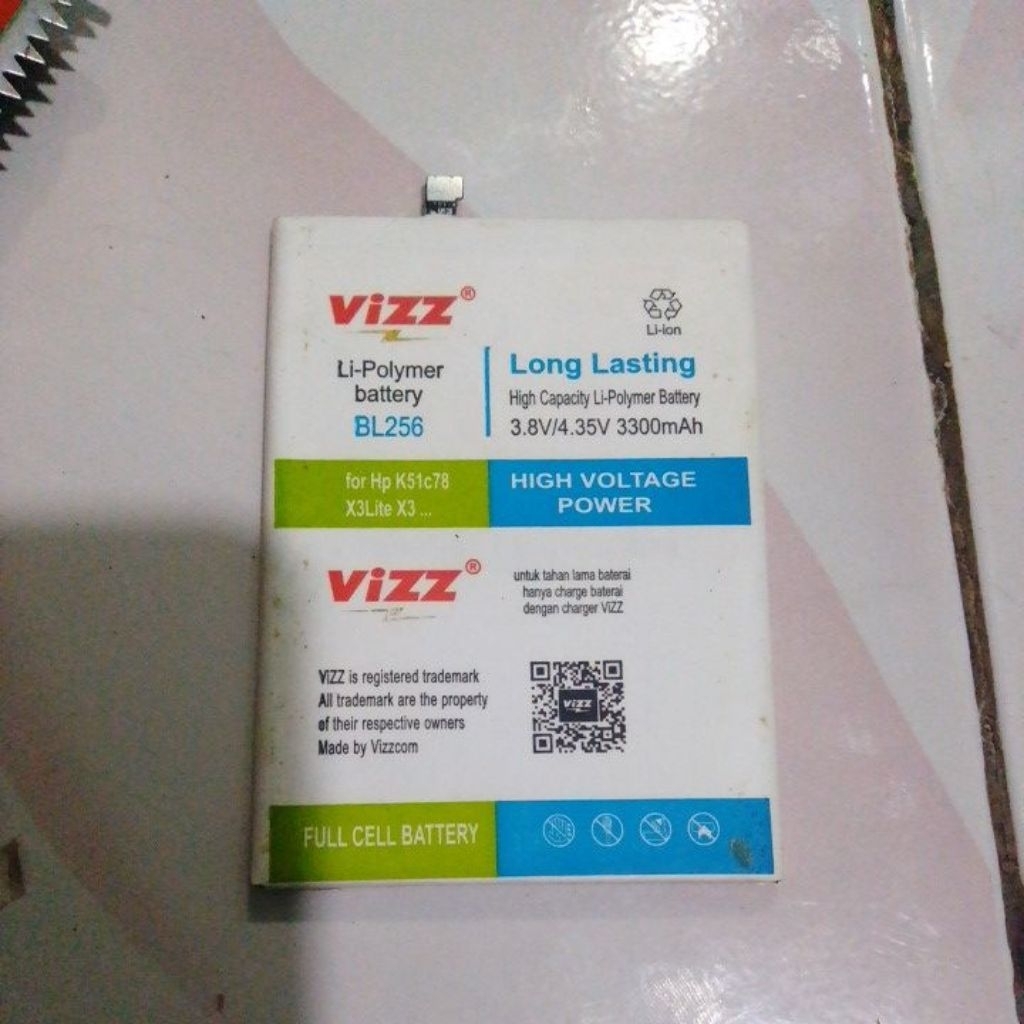 ViZZ
ViZZ®
Li-ion
Li-Polymer
battery
BL256
Long Lasting
High Capacity Li-Polymer Battery
3.8V/4.35V 3300mAh
for Hp K51c78
X3Lite X3 ...
HIGH VOLTAGE
POWER
ViZZ®
untuk tahan lama baterai
hanya charge baterai
dengan charger ViZZ
ViZZ is registered trademark
All trademark are the property
of their respective owners
Made by Vizzcom
ViZZ
FULL CELL BATTERY